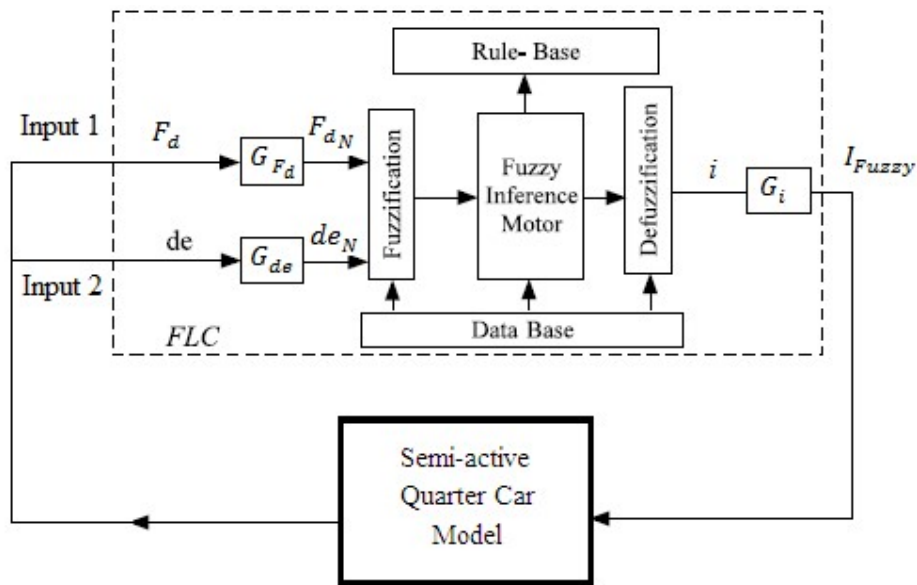 Rule- Base
Input 1
F_d
G_{F_d}
F_{d_N}
Fuzzification
Fuzzy
Inference
Motor
Defuzzification
i
G_i
I_{Fuzzy}
de
G_{de}
de_N
Input 2
FLC
Data Base
Semi-active
Quarter Car
Model